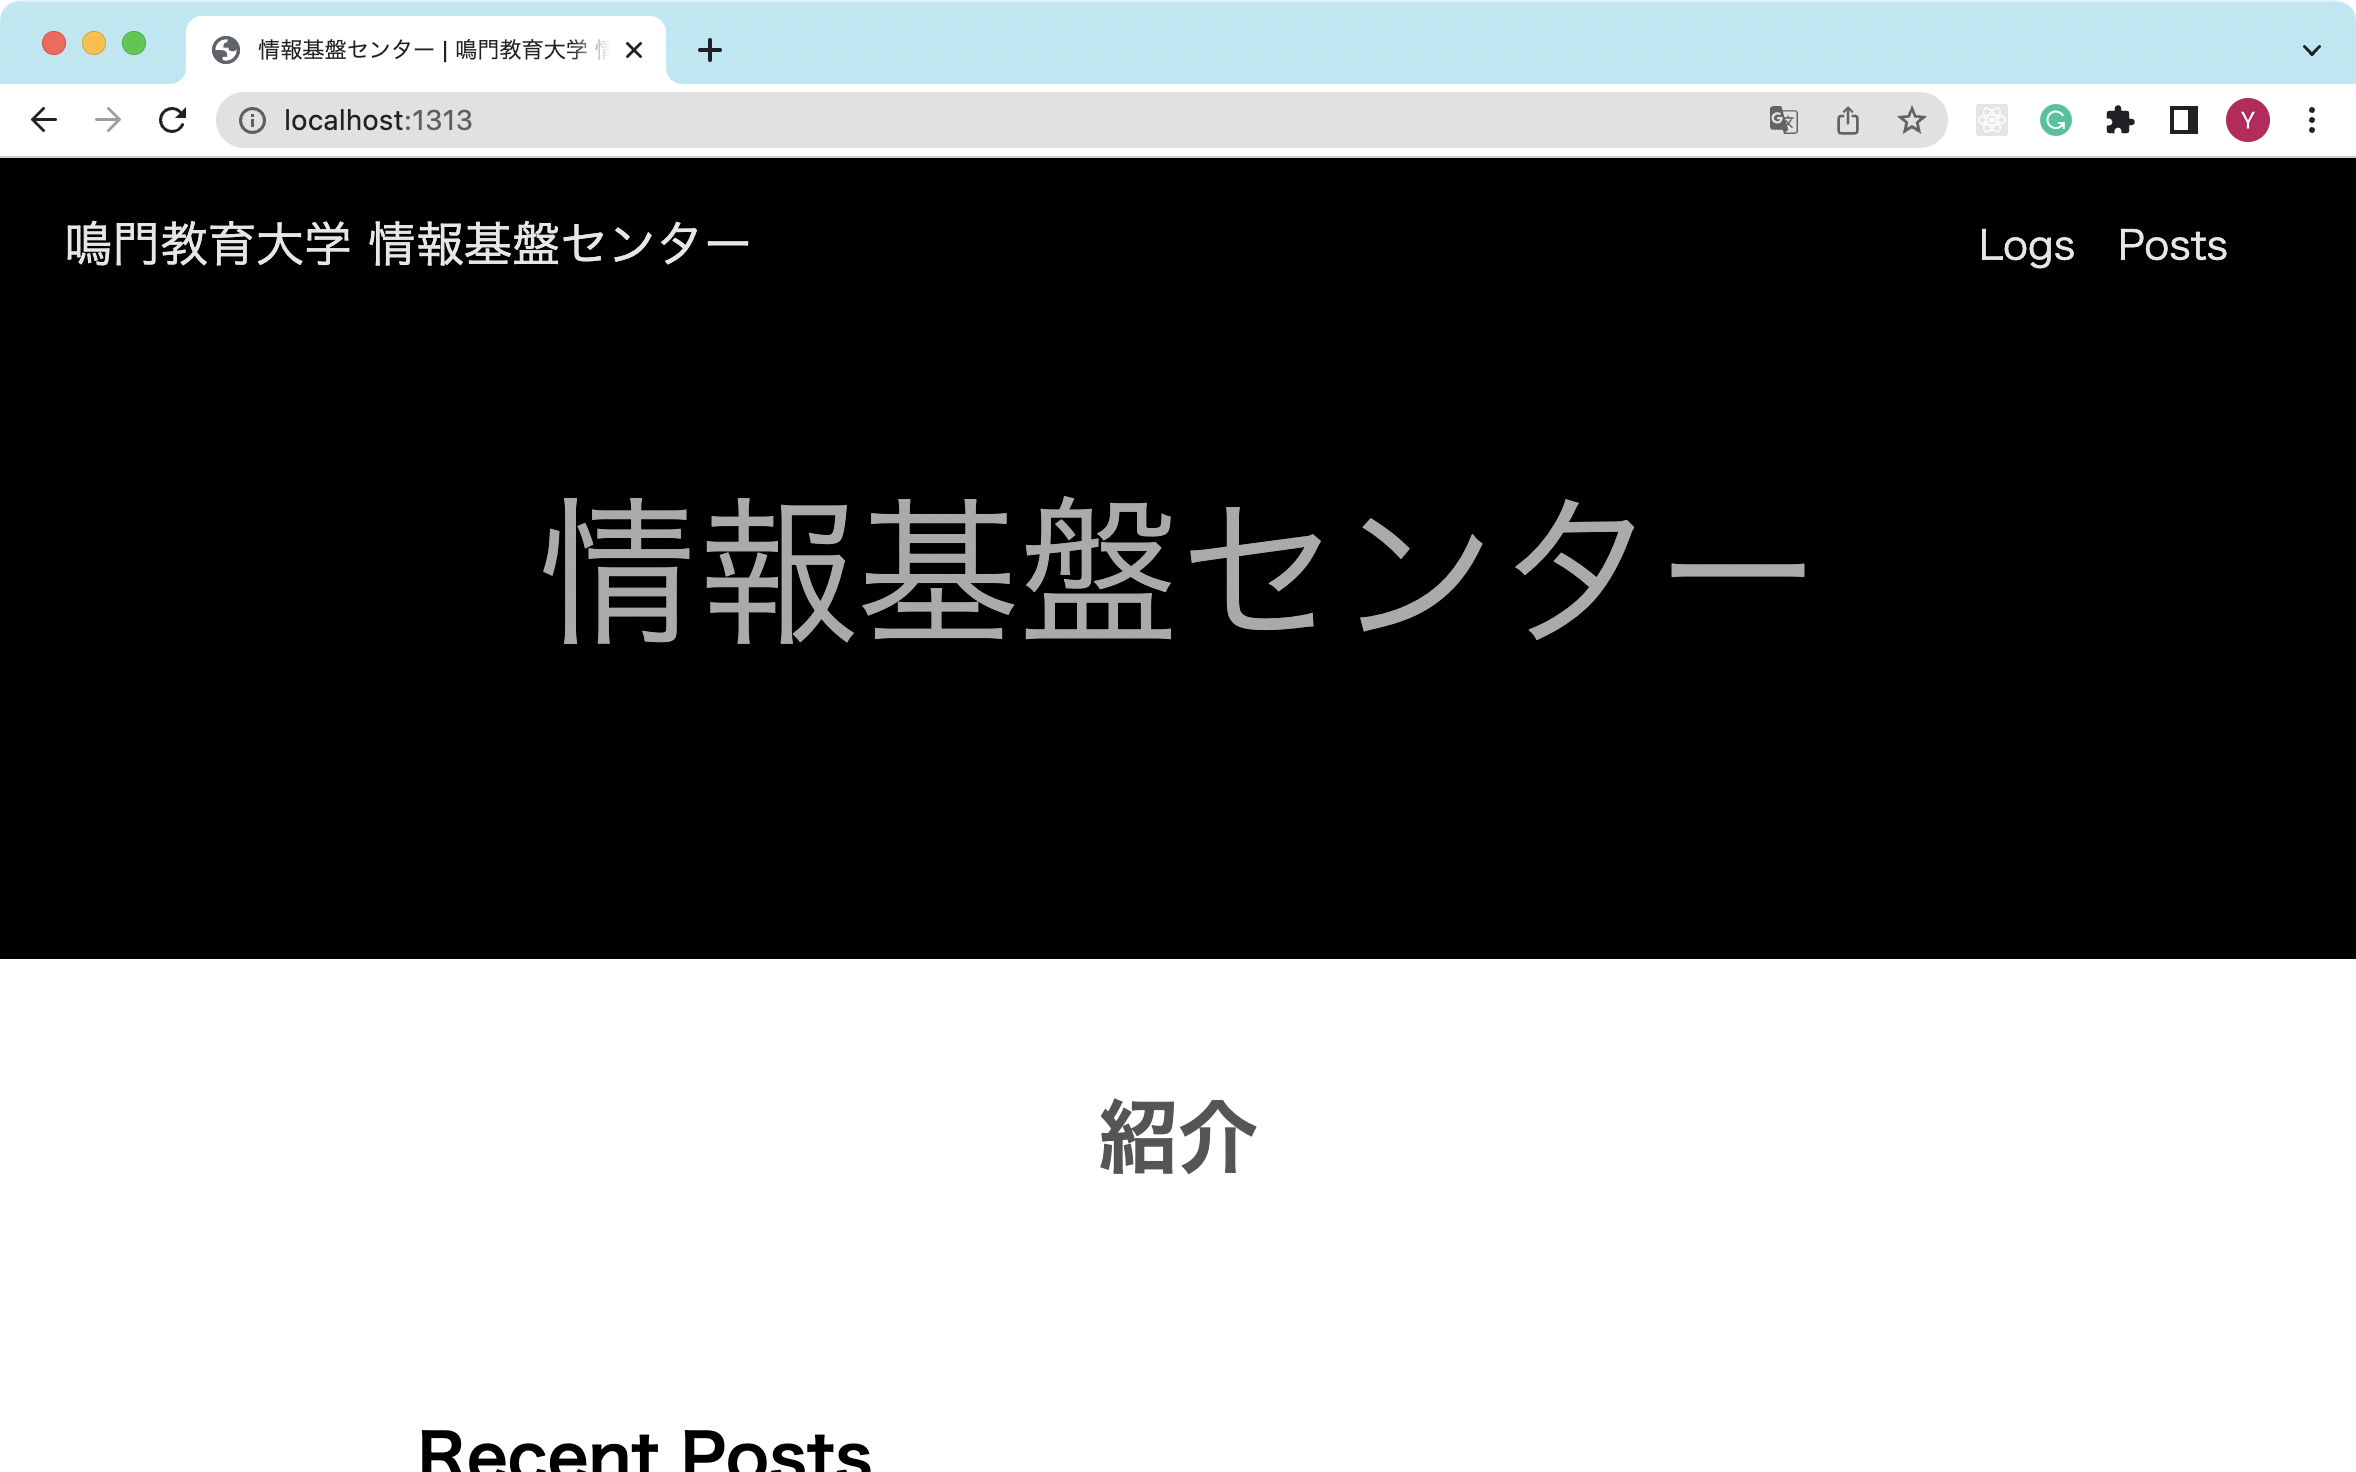 情報基盤センター | 鳴門教育大学
localhost:1313
Y
鳴門教育大学 情報基盤センター
Logs Posts
情報基盤センター
紹介
Recent Posts